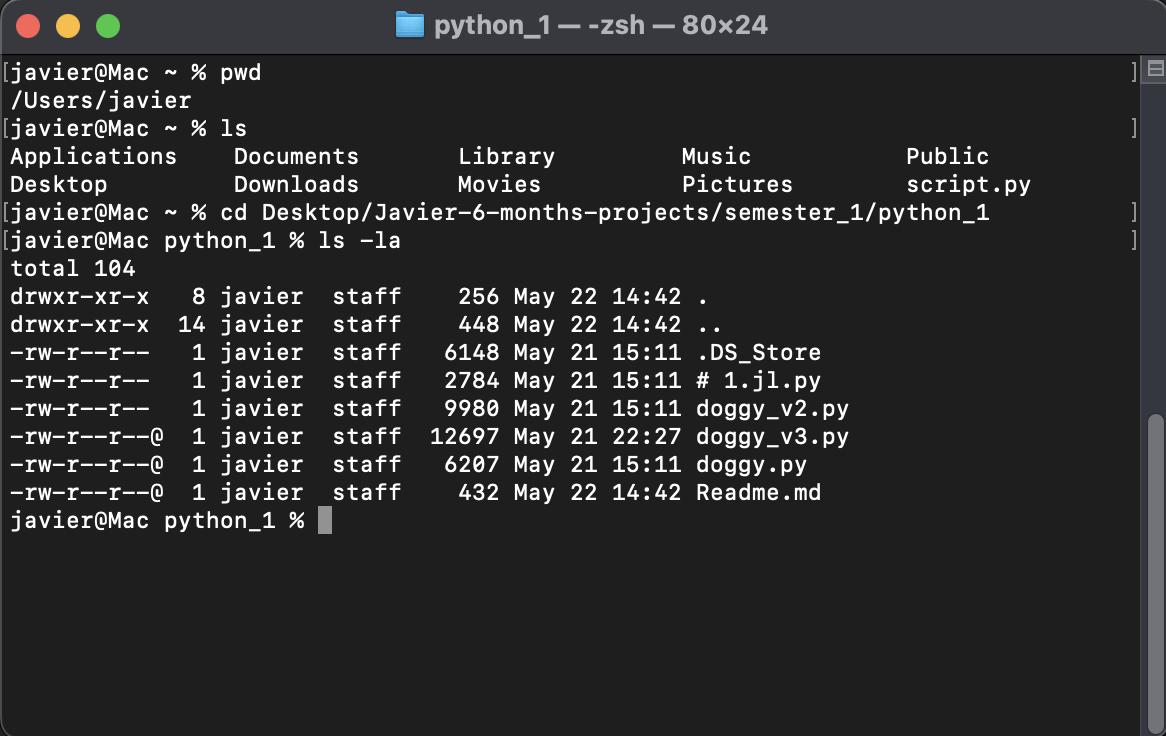 python_1 — -zsh — 80×24
[javier@Mac ~ % pwd ]
/Users/javier
[javier@Mac ~ % ls ]
Applications    Documents       Library         Music           Public
Desktop         Downloads       Movies          Pictures        script.py
[javier@Mac ~ % cd Desktop/Javier-6-months-projects/semester_1/python_1 ]
[javier@Mac python_1 % ls -la ]
total 104
drwxr-xr-x   8 javier  staff    256 May 22 14:42 .
drwxr-xr-x  14 javier  staff    448 May 22 14:42 ..
-rw-r--r--   1 javier  staff   6148 May 21 15:11 .DS_Store
-rw-r--r--   1 javier  staff   2784 May 21 15:11 # 1.jl.py
-rw-r--r--   1 javier  staff   9980 May 21 15:11 doggy_v2.py
-rw-r--r--@  1 javier  staff  12697 May 21 22:27 doggy_v3.py
-rw-r--r--@  1 javier  staff   6207 May 21 15:11 doggy.py
-rw-r--r--@  1 javier  staff    432 May 22 14:42 Readme.md
javier@Mac python_1 %